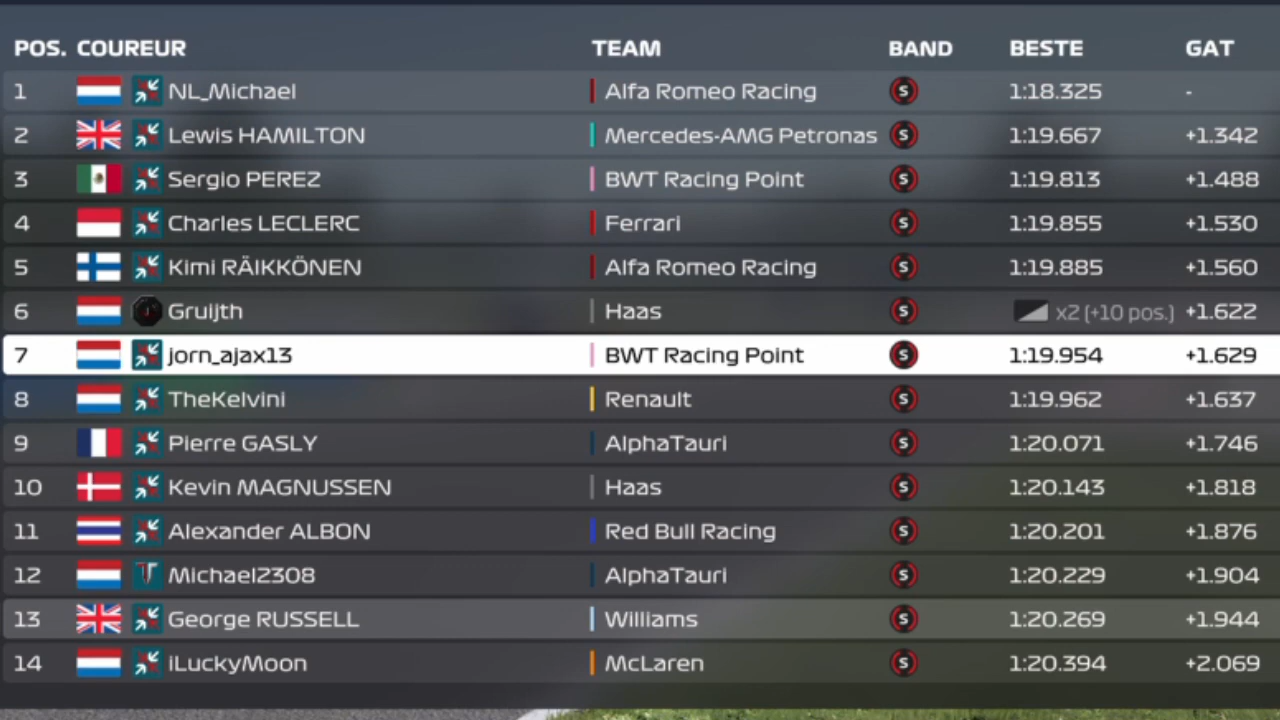 POS. COUREUR TEAM BAND BESTE GAT
1 NL_Michael Alfa Romeo Racing S 1:18.325 -
2 Lewis HAMILTON Mercedes-AMG Petronas S 1:19.667 +1.342
3 Sergio PEREZ BWT Racing Point S 1:19.813 +1.488
4 Charles LECLERC Ferrari S 1:19.855 +1.530
5 Kimi RÄIKKÖNEN Alfa Romeo Racing S 1:19.885 +1.560
6 Gruijth Haas S x2 (+10 pos.) +1.622
7 jorn_ajax13 BWT Racing Point S 1:19.954 +1.629
8 TheKelvini Renault S 1:19.962 +1.637
9 Pierre GASLY AlphaTauri S 1:20.071 +1.746
10 Kevin MAGNUSSEN Haas S 1:20.143 +1.818
11 Alexander ALBON Red Bull Racing S 1:20.201 +1.876
12 Michael2308 AlphaTauri S 1:20.229 +1.904
13 George RUSSELL Williams S 1:20.269 +1.944
14 iLuckyMoon McLaren S 1:20.394 +2.069